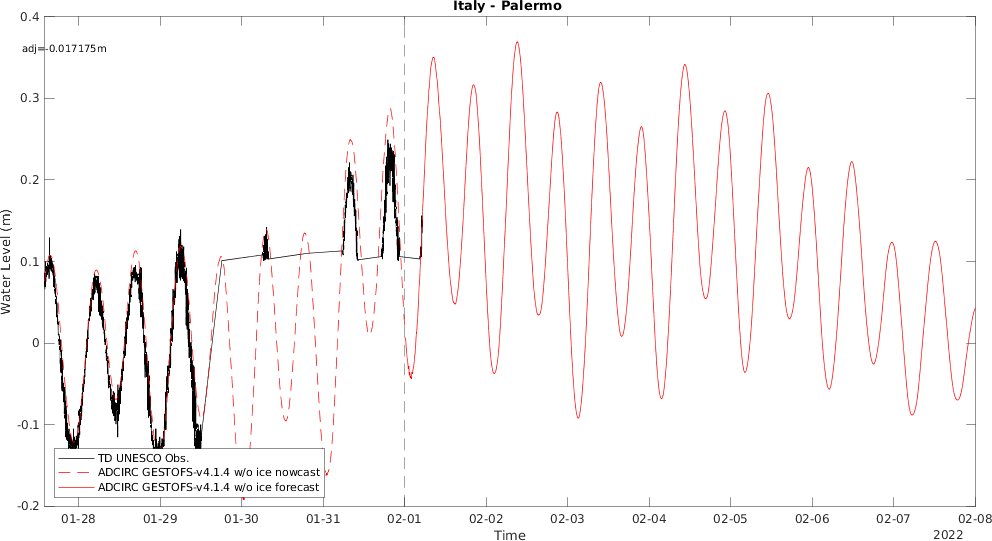 Italy - Palermo
adj=-0.017175m
Water Level (m)
0.4
0.3
0.2
0.1
0
-0.1
-0.2
TD UNESCO Obs.
ADCIRC GESTOFS-v4.1.4 w/o ice nowcast
ADCIRC GESTOFS-v4.1.4 w/o ice forecast
01-28 01-29 01-30 01-31 02-01 02-02 02-03 02-04 02-05 02-06 02-07 02-08
Time
2022